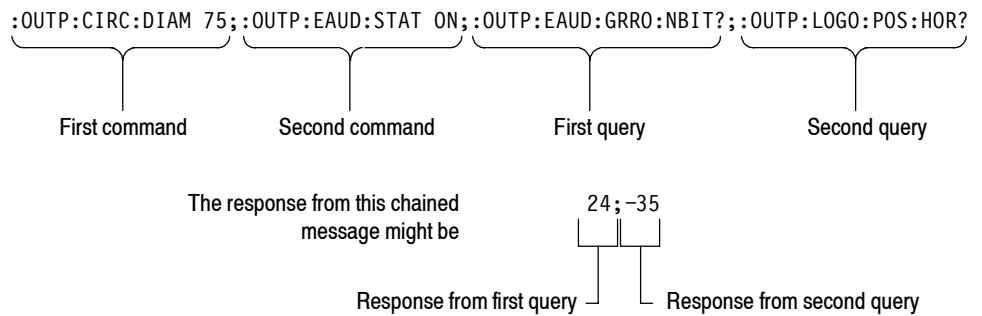 :OUTP:CIRC:DIAM 75;:OUTP:EAUD:STAT ON;:OUTP:EAUD:GRRO:NBIT?;:OUTP:LOGO:POS:HOR?
First command Second command First query Second query
The response from this chained 24;-35
message might be
Response from first query Response from second query